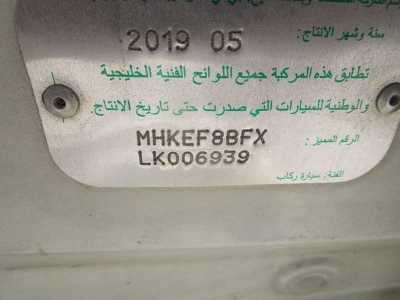 سنة وشهر الانتاج: 2019 05
تطابق هذه المركبة جميع اللوائح الفنية الخليجية
والوطنية للسيارات التي صدرت حتى تاريخ الانتاج.
الرقم المميز: MHKEF8BFX
LK006939
الفئة: سيارة ركاب